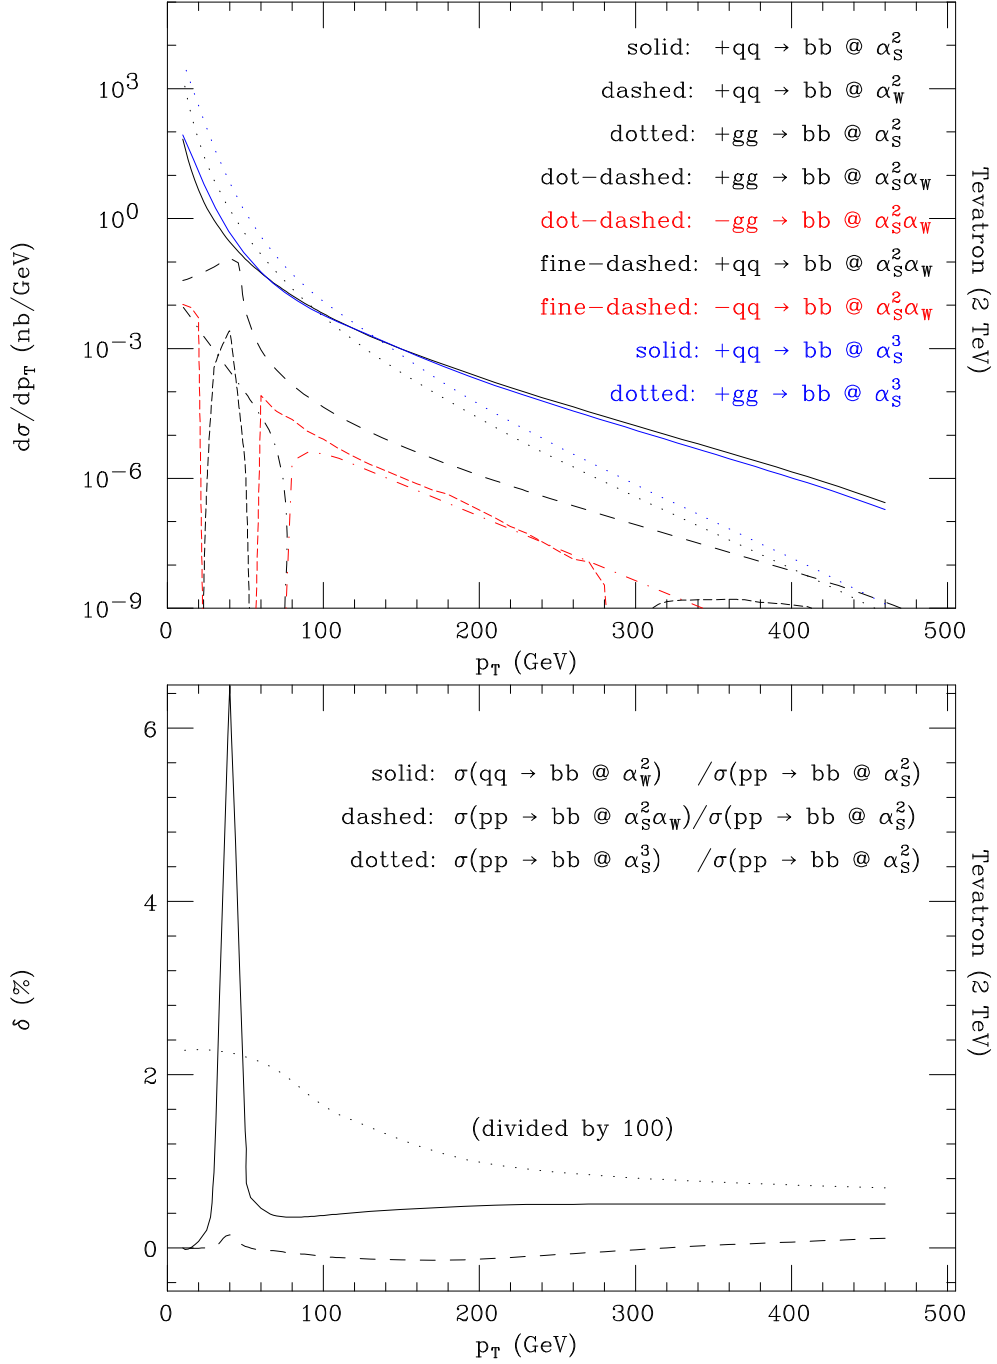 solid: +qq → bb @ α_S^2
dashed: +qq → bb @ α_W^2
dotted: +gg → bb @ α_S^2
dot-dashed: +gg → bb @ α_S^2α_W
dot-dashed: -gg → bb @ α_S^2α_W
fine-dashed: +qq → bb @ α_S^2α_W
fine-dashed: -qq → bb @ α_S^2α_W
solid: +qq → bb @ α_S^3
dotted: +gg → bb @ α_S^3
10^3
10^0
10^-3
10^-6
10^-9
dσ/dp_T (nb/GeV)
Tevatron (2 TeV)
0 100 200 300 400 500
p_T (GeV)
solid: σ(qq → bb @ α_W^2) /σ(pp → bb @ α_S^2)
dashed: σ(pp → bb @ α_S^2α_W)/σ(pp → bb @ α_S^2)
dotted: σ(pp → bb @ α_S^3) /σ(pp → bb @ α_S^2)
(divided by 100)
6
4
2
0
δ (%)
Tevatron (2 TeV)
0 100 200 300 400 500
p_T (GeV)